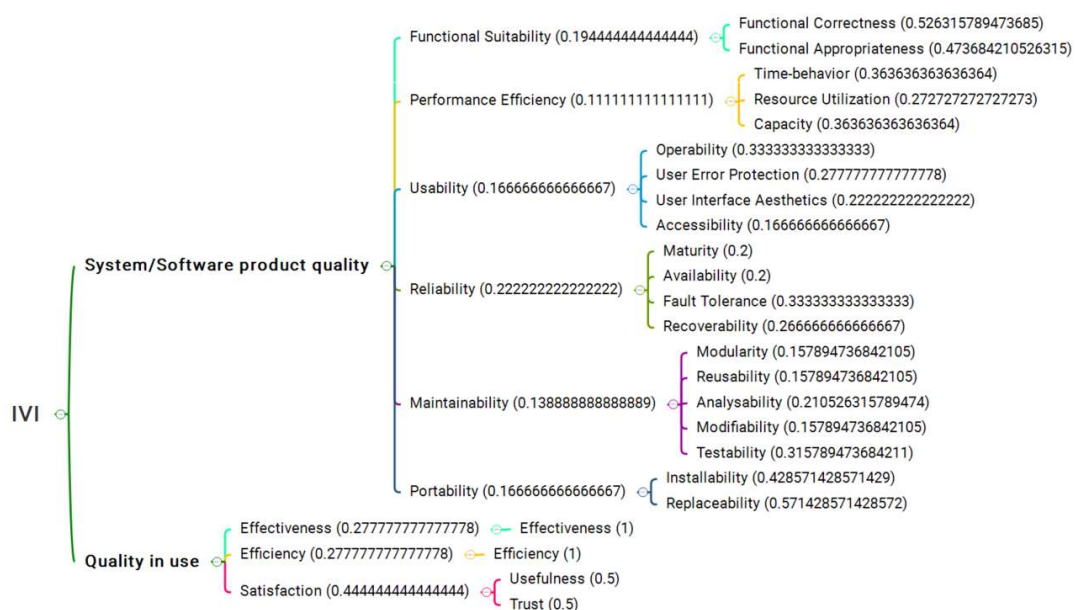 IVI
System/Software product quality
Functional Suitability (0.194444444444444)
Functional Correctness (0.526315789473685)
Functional Appropriateness (0.473684210526315)
Performance Efficiency (0.111111111111111)
Time-behavior (0.363636363636364)
Resource Utilization (0.272727272727273)
Capacity (0.363636363636364)
Usability (0.166666666666667)
Operability (0.333333333333333)
User Error Protection (0.277777777777778)
User Interface Aesthetics (0.222222222222222)
Accessibility (0.166666666666667)
Reliability (0.222222222222222)
Maturity (0.2)
Availability (0.2)
Fault Tolerance (0.333333333333333)
Recoverability (0.266666666666667)
Maintainability (0.138888888888889)
Modularity (0.157894736842105)
Reusability (0.157894736842105)
Analysability (0.210526315789474)
Modifiability (0.157894736842105)
Testability (0.315789473684211)
Portability (0.166666666666667)
Installability (0.428571428571429)
Replaceability (0.571428571428572)
Quality in use
Effectiveness (0.277777777777778)
Effectiveness (1)
Efficiency (0.277777777777778)
Efficiency (1)
Satisfaction (0.444444444444444)
Usefulness (0.5)
Trust (0.5)